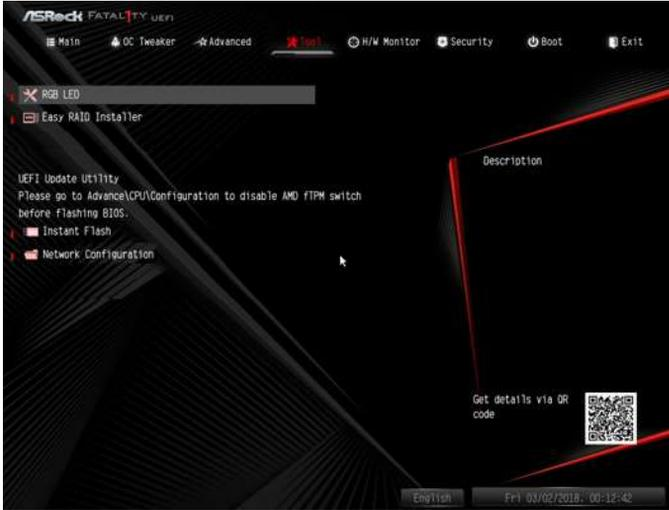 ASRock FATAL1TY UEFI
Main OC Tweaker Advanced Tool H/W Monitor Security Boot Exit
RGB LED
Easy RAID Installer
Description
UEFI Update Utility
Please go to Advance\CPU\Configuration to disable AMD fTPM switch
before flashing BIOS.
Instant Flash
Network Configuration
Get details via QR
code
English Fri 03/02/2018. 00:12:42